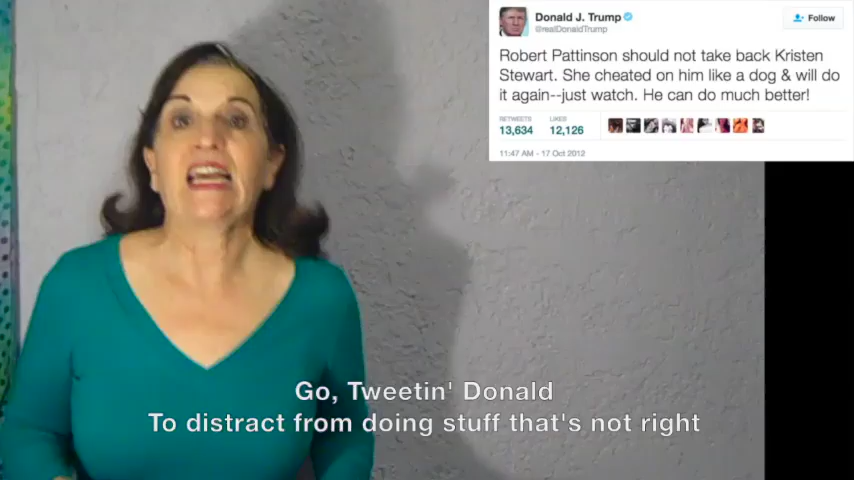 Donald J. Trump
@realDonaldTrump
Follow
Robert Pattinson should not take back Kristen
Stewart. She cheated on him like a dog & will do
it again--just watch. He can do much better!
RETWEETS LIKES
13,634 12,126
11:47 AM - 17 Oct 2012
Go, Tweetin' Donald
To distract from doing stuff that's not right